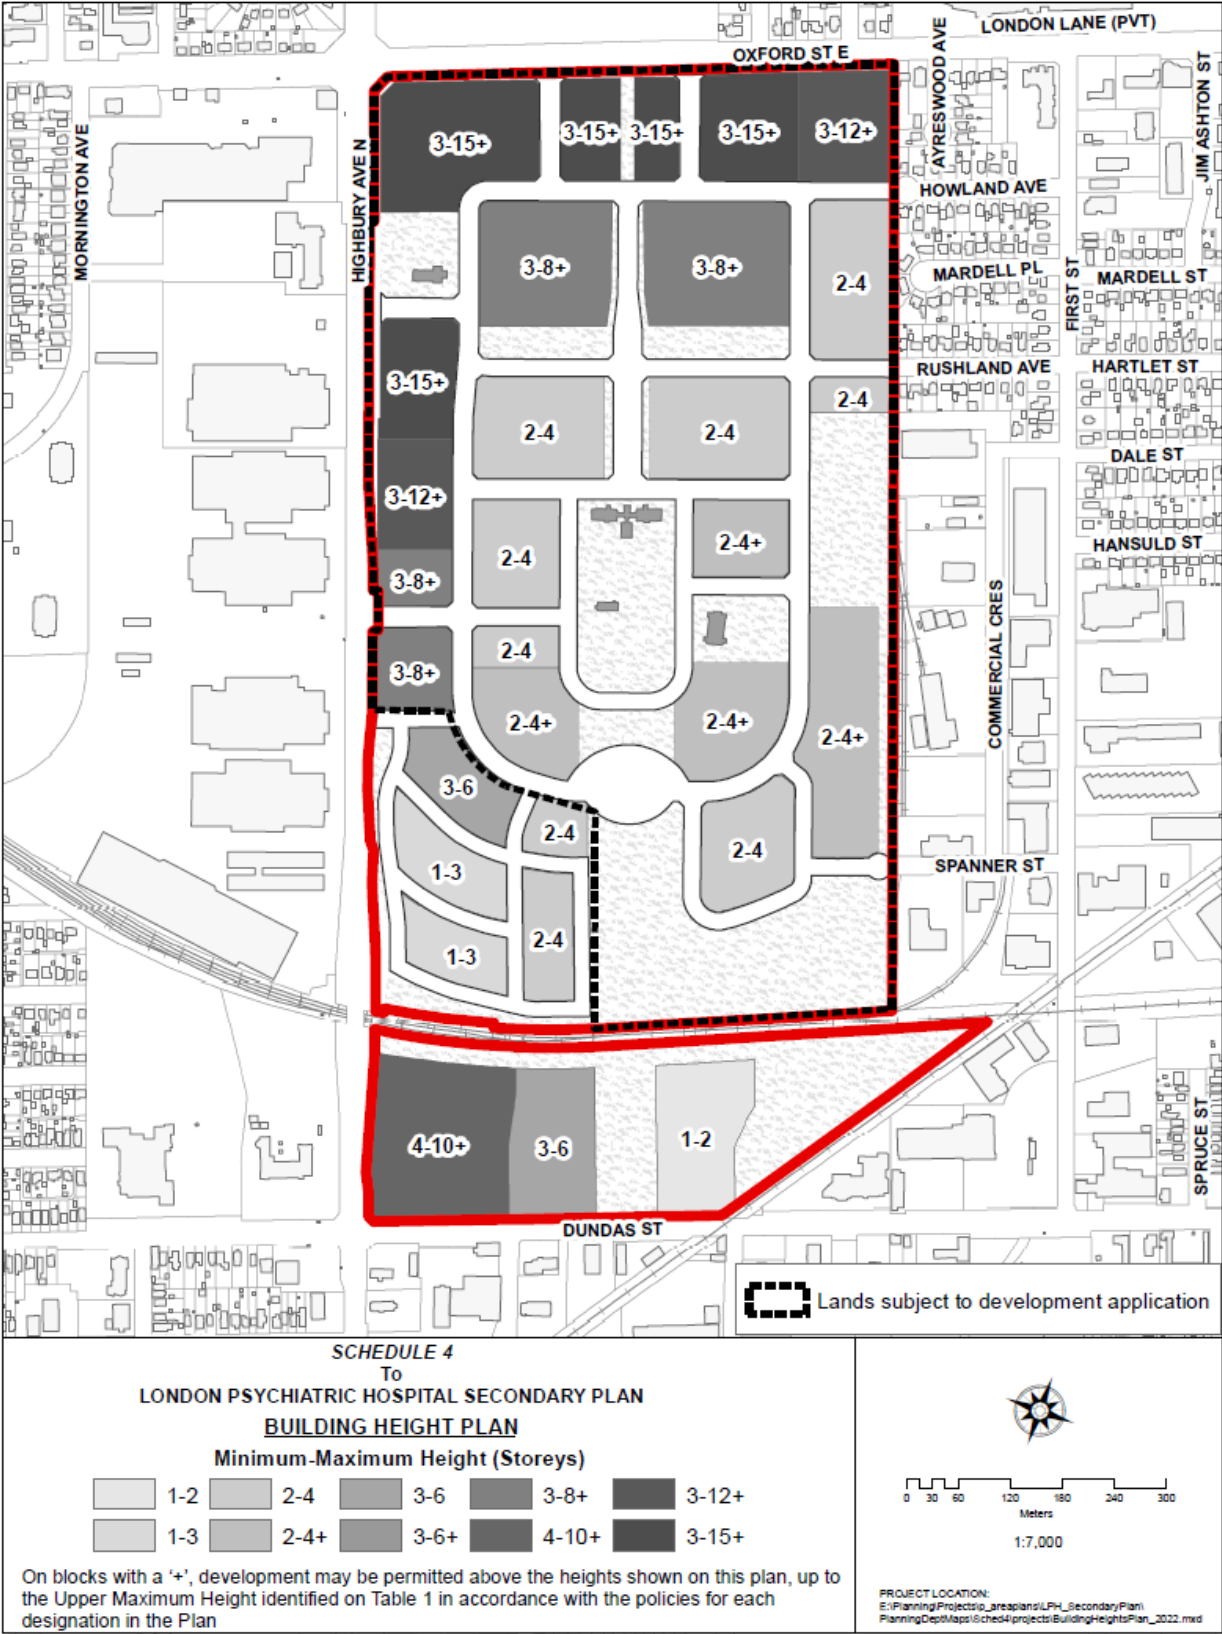 LONDON LANE (PVT)
OXFORD ST E
AYRESWOOD AVE
JIM ASHTON ST
MORNINGTON AVE
HIGHBURY AVE N
3-15+
3-15+
3-15+
3-15+
3-12+
HOWLAND AVE
3-8+
3-8+
2-4
MARDELL PL
FIRST ST
MARDELL ST
3-15+
RUSHLAND AVE
HARTLET ST
2-4
2-4
2-4
DALE ST
3-12+
2-4
2-4+
HANSULD ST
3-8+
COMMERCIAL CRES
2-4
3-8+
2-4+
2-4+
2-4+
3-6
2-4
2-4
SPANNER ST
1-3
2-4
1-3
4-10+
3-6
1-2
SPRUCE ST
DUNDAS ST
Lands subject to development application
SCHEDULE 4
To
LONDON PSYCHIATRIC HOSPITAL SECONDARY PLAN
BUILDING HEIGHT PLAN
Minimum-Maximum Height (Storeys)
1-2 2-4 3-6 3-8+ 3-12+
1-3 2-4+ 3-6+ 4-10+ 3-15+
On blocks with a '+', development may be permitted above the heights shown on this plan, up to
the Upper Maximum Height identified on Table 1 in accordance with the policies for each
designation in the Plan
0 30 60 120 180 240 300
Meters
1:7,000
PROJECT LOCATION:
E:\Planning\Projects\p_areaplans\LPH_SecondaryPlan\
PlanningDeptMaps\Sched4\projects\BuildingHeightsPlan_2022.mxd